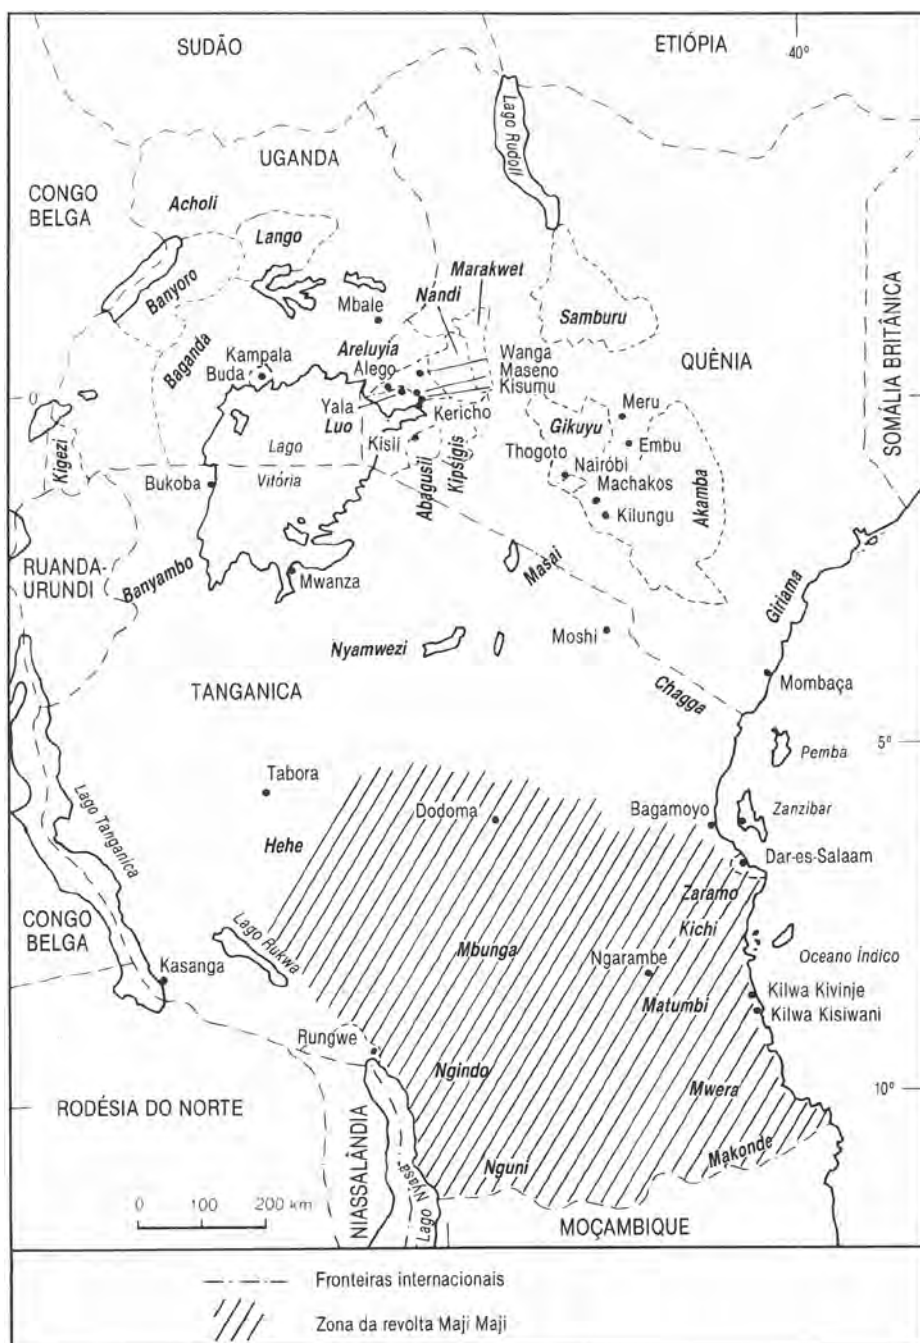 SUDÃO
ETIÓPIA
40°
Lago Rudolf
UGANDA
CONGO
BELGA
Acholi
Lango
Banyoro
Marakwet
Nandi
Mbale
Samburu
SOMALIA BRITÂNICA
Baganda
Kampala
Buda
Areluyia
Alego
Wanga
Maseno
Kisumu
QUÊNIA
0
Yala
Luo
Kericho
Meru
Gikuyu
Embu
Kigezi
Lago
Vitória
Kisii
Abagusii
Kipsigis
Thogoto
Nairóbi
Machakos
Kilungu
Akamba
Bukoba
RUANDA-
URUNDI
Banyambo
Mwanza
Masai
Giriama
Nyamwezi
Moshi
TANGANICA
Chagga
Mombaça
5°
Pemba
Tabora
Lago Tanganica
Dodoma
Bagamoyo
Zanzibar
Hehe
Dar-es-Salaam
Zaramo
CONGO
BELGA
Lago Rukwa
Kichi
Mbunga
Ngarambe
Oceano Índico
Kasanga
Matumbi
Kilwa Kivinje
Kilwa Kisiwani
Rungwe
Ngindo
Mwera
10°
RODÉSIA DO NORTE
NIASSALÂNDIA
Lago Nyasa
Nguni
Makonde
0 100 200 km
MOÇAMBIQUE
Fronteiras internacionais
Zona da revolta Maji Maji